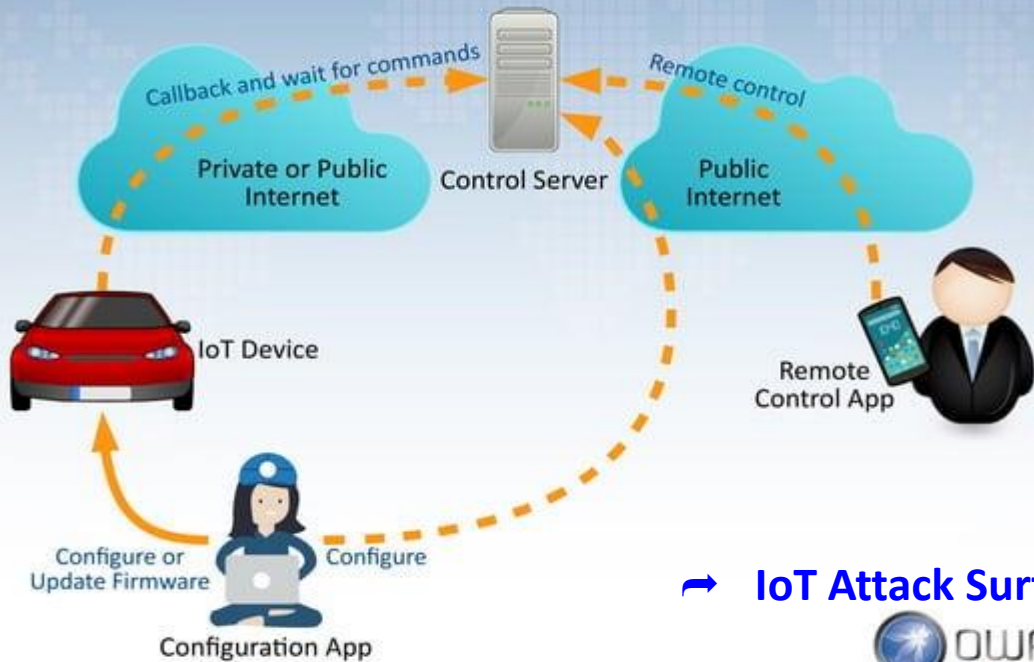 Callback and wait for commands
Remote control
Private or Public
Internet
Control Server
Public
Internet
IoT Device
Remote
Control App
Configure or
Update Firmware
Configure
Configuration App
IoT Attack